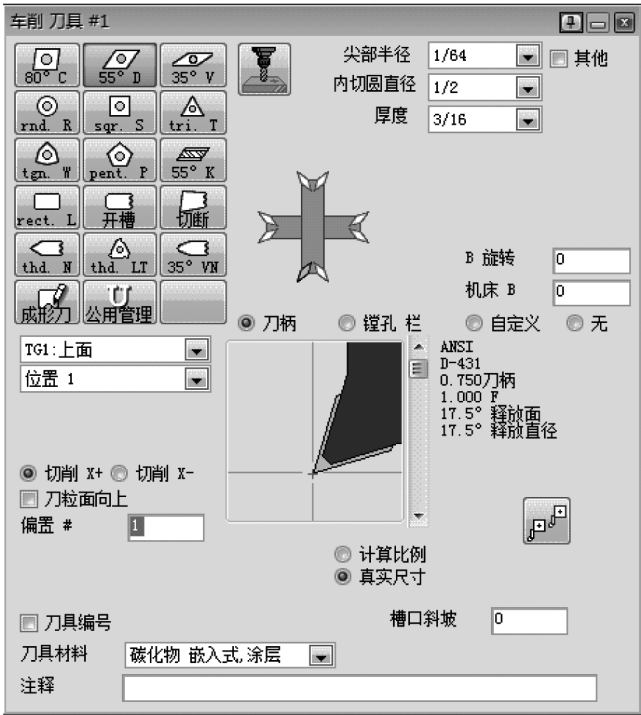 车削 刀具 #1
80° C 55° D 35° V
尖部半径 1/64 其他
内切圆直径 1/2
厚度 3/16
rnd. R sqr. S tri. T
tgn. W pent. P 55° K
rect. L 开槽 切断
thd. N thd. LT 35° VN
成形刀 公用管理
B 旋转 0
机床 B 0
刀柄 镗孔 栏 自定义 无
TG1:上面
位置 1
ANSI
D-431
0.750刀柄
1.000 F
17.5° 释放面
17.5° 释放直径
切削 X+ 切削 X-
刀粒面向上
偏置 # 1
计算比例
真实尺寸
刀具编号
槽口斜坡 0
刀具材料 碳化物 嵌入式,涂层
注释